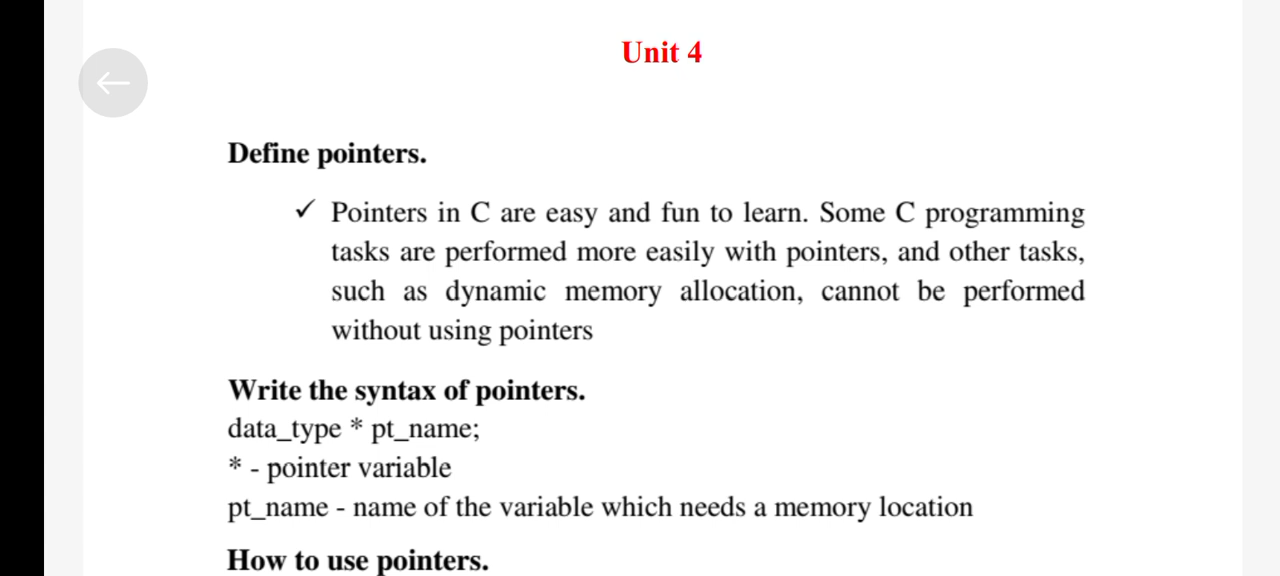 Unit 4
Define pointers.
✓ Pointers in C are easy and fun to learn. Some C programming
tasks are performed more easily with pointers, and other tasks,
such as dynamic memory allocation, cannot be performed
without using pointers
Write the syntax of pointers.
data_type * pt_name;
* - pointer variable
pt_name - name of the variable which needs a memory location
How to use pointers.